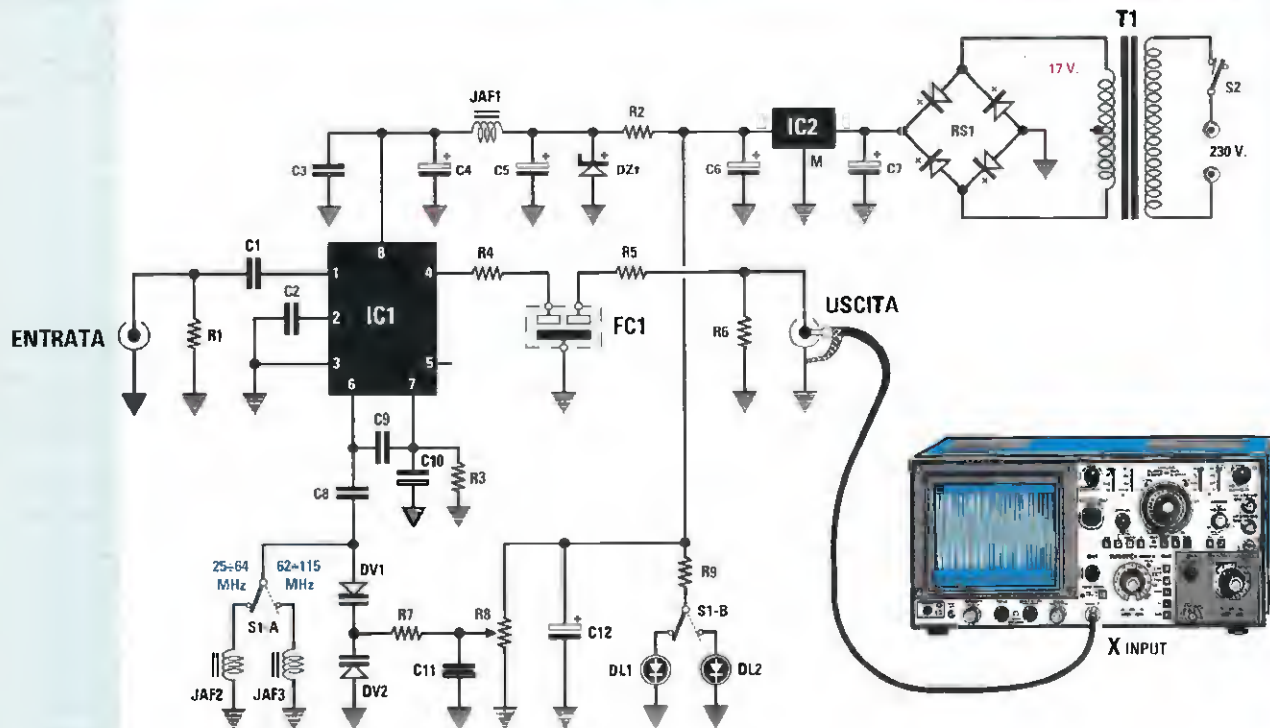 T1
17 V.
S2
230 V.
RS1
IC2
M
C7
C6
R2
DZ1
C5
JAF1
C4
C3
8
C1
1
4
R4
R5
USCITA
ENTRATA
R1
C2
2
IC1
FC1
R6
3
5
6
7
C9
C10
R3
C8
25÷64
MHz
62÷115
MHz
S1-A
JAF2
JAF3
DV1
DV2
R7
C11
R8
C12
R9
S1-B
DL1
DL2
X INPUT